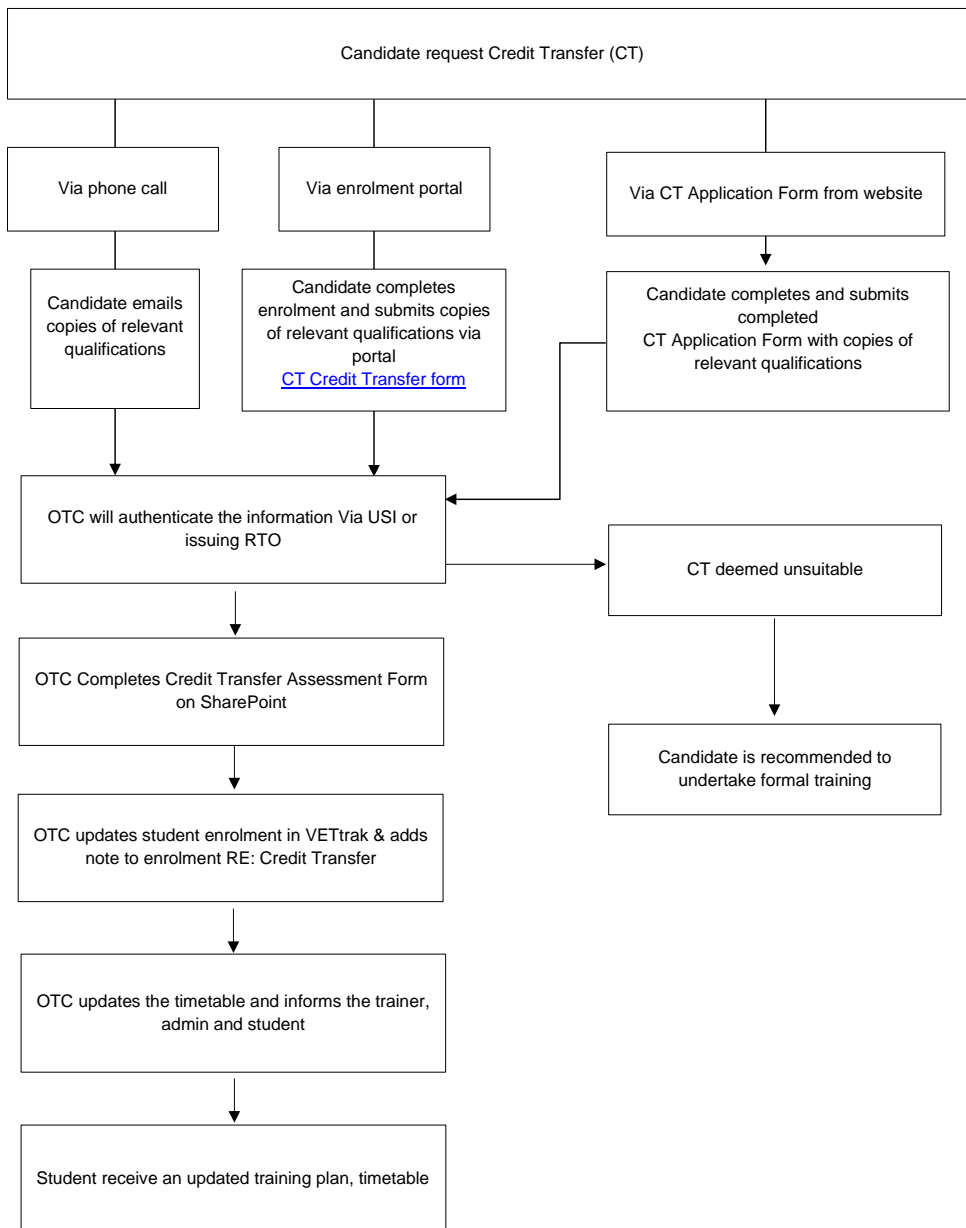 Candidate request Credit Transfer (CT)
Via phone call
Via enrolment portal
Via CT Application Form from website
Candidate emails
copies of relevant
qualifications
Candidate completes
enrolment and submits copies
of relevant qualifications via
portal
CT Credit Transfer form
Candidate completes and submits
completed
CT Application Form with copies of
relevant qualifications
OTC will authenticate the information Via USI or
issuing RTO
CT deemed unsuitable
OTC Completes Credit Transfer Assessment Form
on SharePoint
Candidate is recommended to
undertake formal training
OTC updates student enrolment in VETtrak & adds
note to enrolment RE: Credit Transfer
OTC updates the timetable and informs the trainer,
admin and student
Student receive an updated training plan, timetable